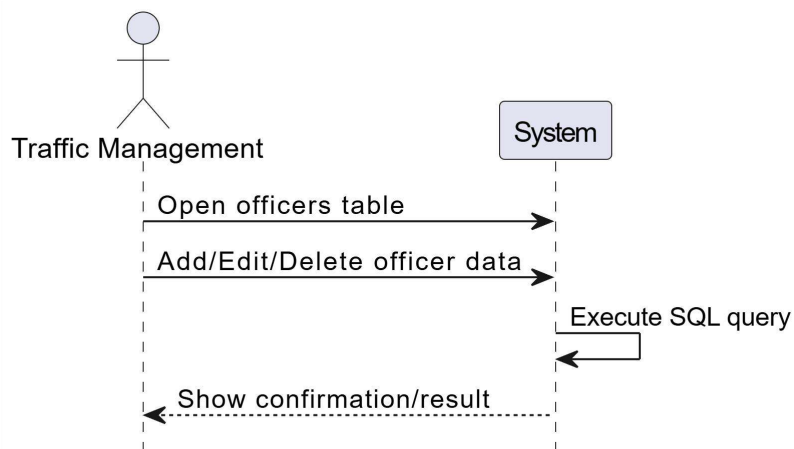 Traffic Management
System
Open officers table
Add/Edit/Delete officer data
Execute SQL query
Show confirmation/result